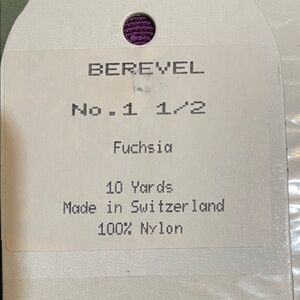 BEREVEL
No.1 1/2
Fuchsia
10 Yards
Made in Switzerland
100% Nylon